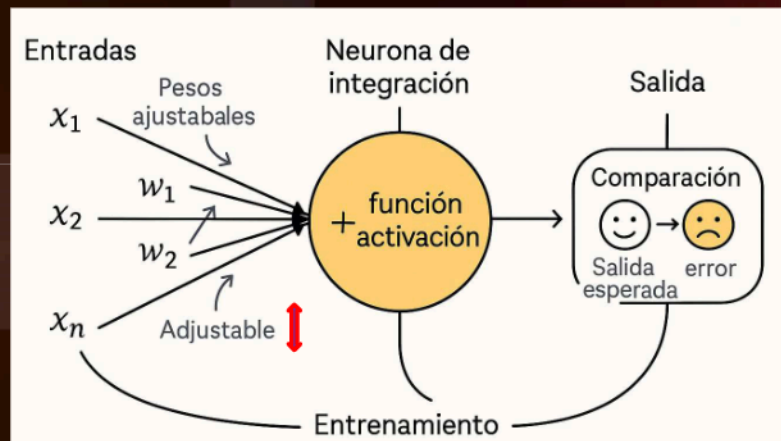 Entradas
Neurona de
integración
Salida
Pesos
ajustabales
x₁
w₁
x₂
w₂
xₙ
Adjustable
+ función
activación
Comparación
Salida
esperada
error
Entrenamiento